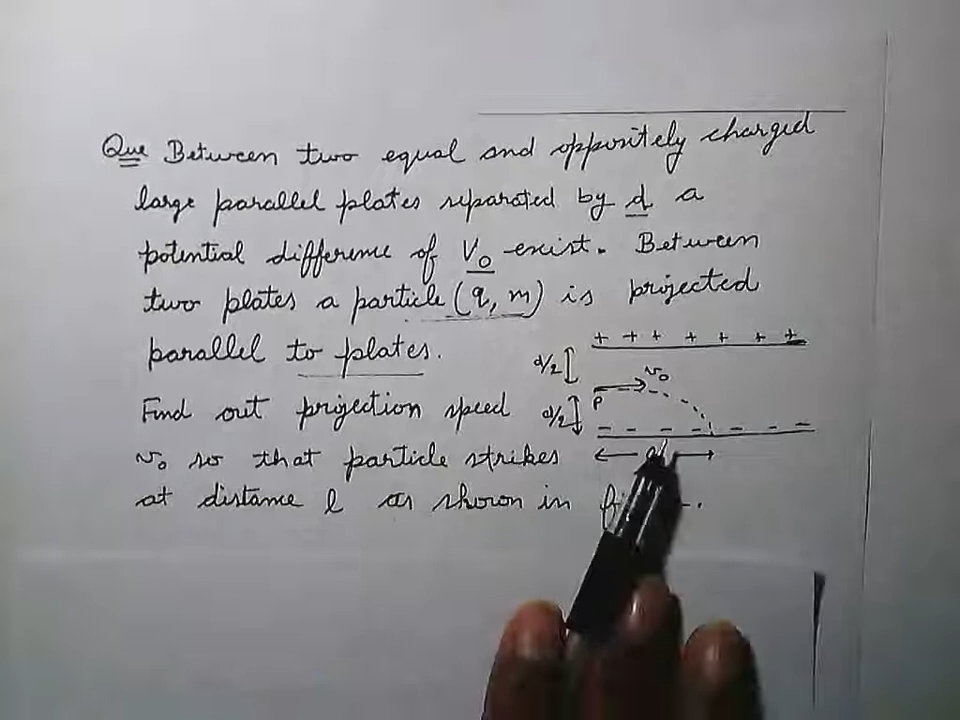 Que Between two equal and oppositely charged
large parallel plates separated by d a
potential difference of V₀ exist. Between
two plates a particle (q, m) is projected
parallel to plates.
+ + + + + + +
d/2
v₀
P
d/2
- - - - - - -
Find out projection speed
v₀ so that particle strikes
at distance l as shown in